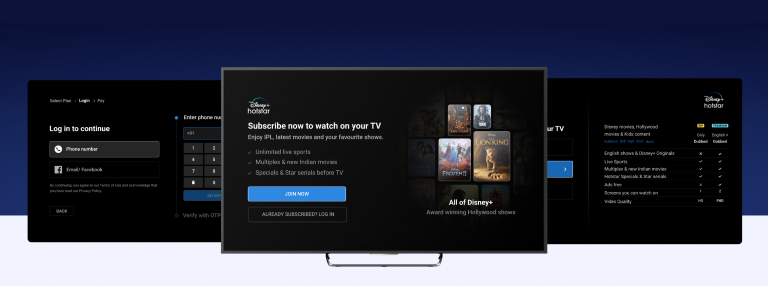 Select Plan › Login › Pay
Log in to continue
Phone number
Email/ Facebook
By continuing, you agree to our Terms of Use and acknowledge that
you have read our Privacy Policy.
BACK
Enter phone nu
+91
1 2
4 5
7 8
0
GET OTP
Verify with OTP
Disney+
hotstar
Subscribe now to watch on your TV
Enjoy IPL, latest movies and your favourite shows.
Unlimited live sports
Multiplex & new Indian movies
Specials & Star serials before TV
JOIN NOW
ALREADY SUBSCRIBED? LOG IN
THE LION KING
FROZEN II
All of Disney+
Award winning Hollywood shows
ur TV
Disney+
hotstar
Disney movies, Hollywood
movies & Kids content
VIP PREMIUM
Only English +
Dubbed Dubbed
English shows & Disney+ Originals
Live Sports
Multiplex & new Indian movies
Hotstar Specials & Star serials
Ads free
Screens you can watch on 1 2
Video Quality HD FHD